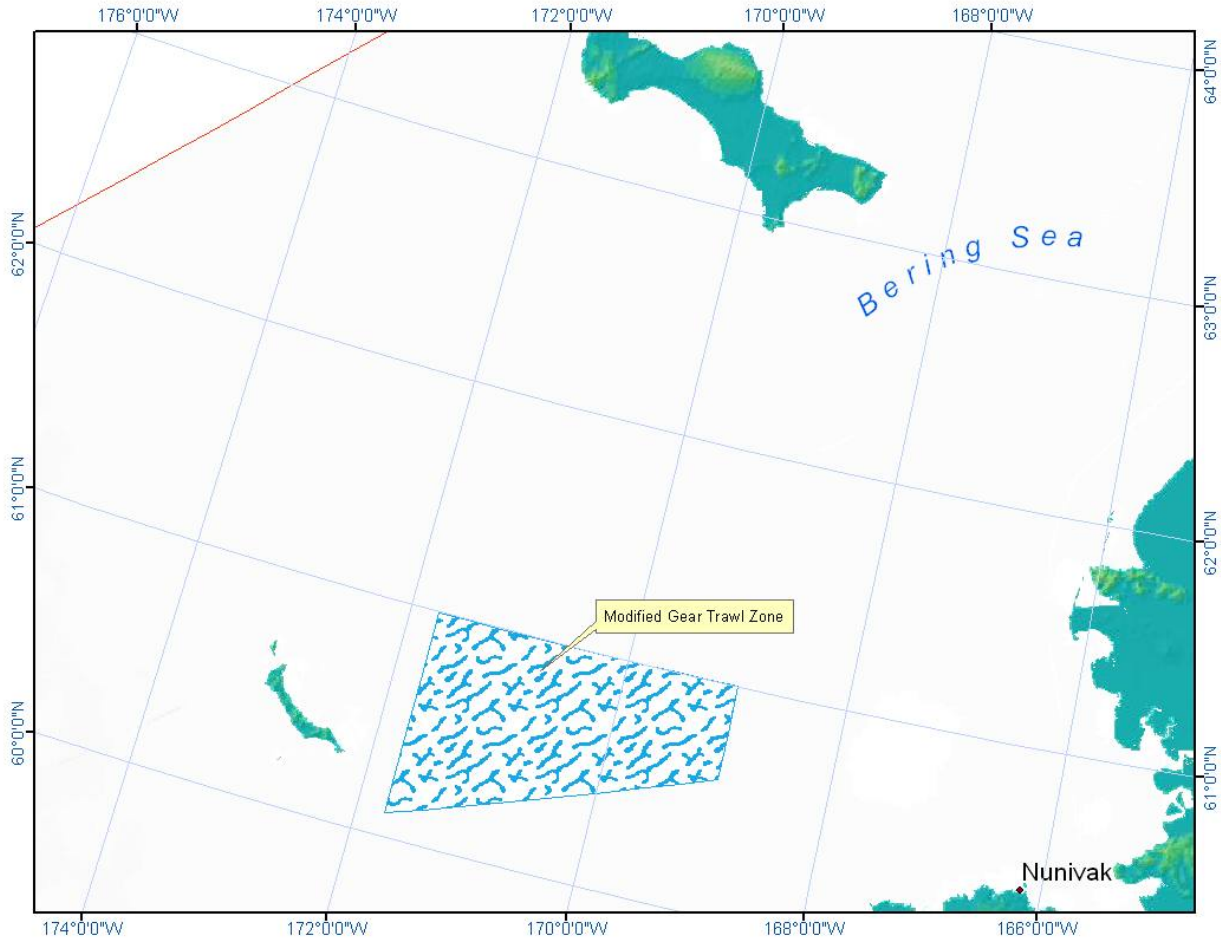 176°0'0"W 174°0'0"W 172°0'0"W 170°0'0"W 168°0'0"W
64°0'0"N
62°0'0"N
Bering Sea
63°0'0"N
61°0'0"N
62°0'0"N
Modified Gear Trawl Zone
60°0'0"N
61°0'0"N
Nunivak
174°0'0"W 172°0'0"W 170°0'0"W 168°0'0"W 166°0'0"W